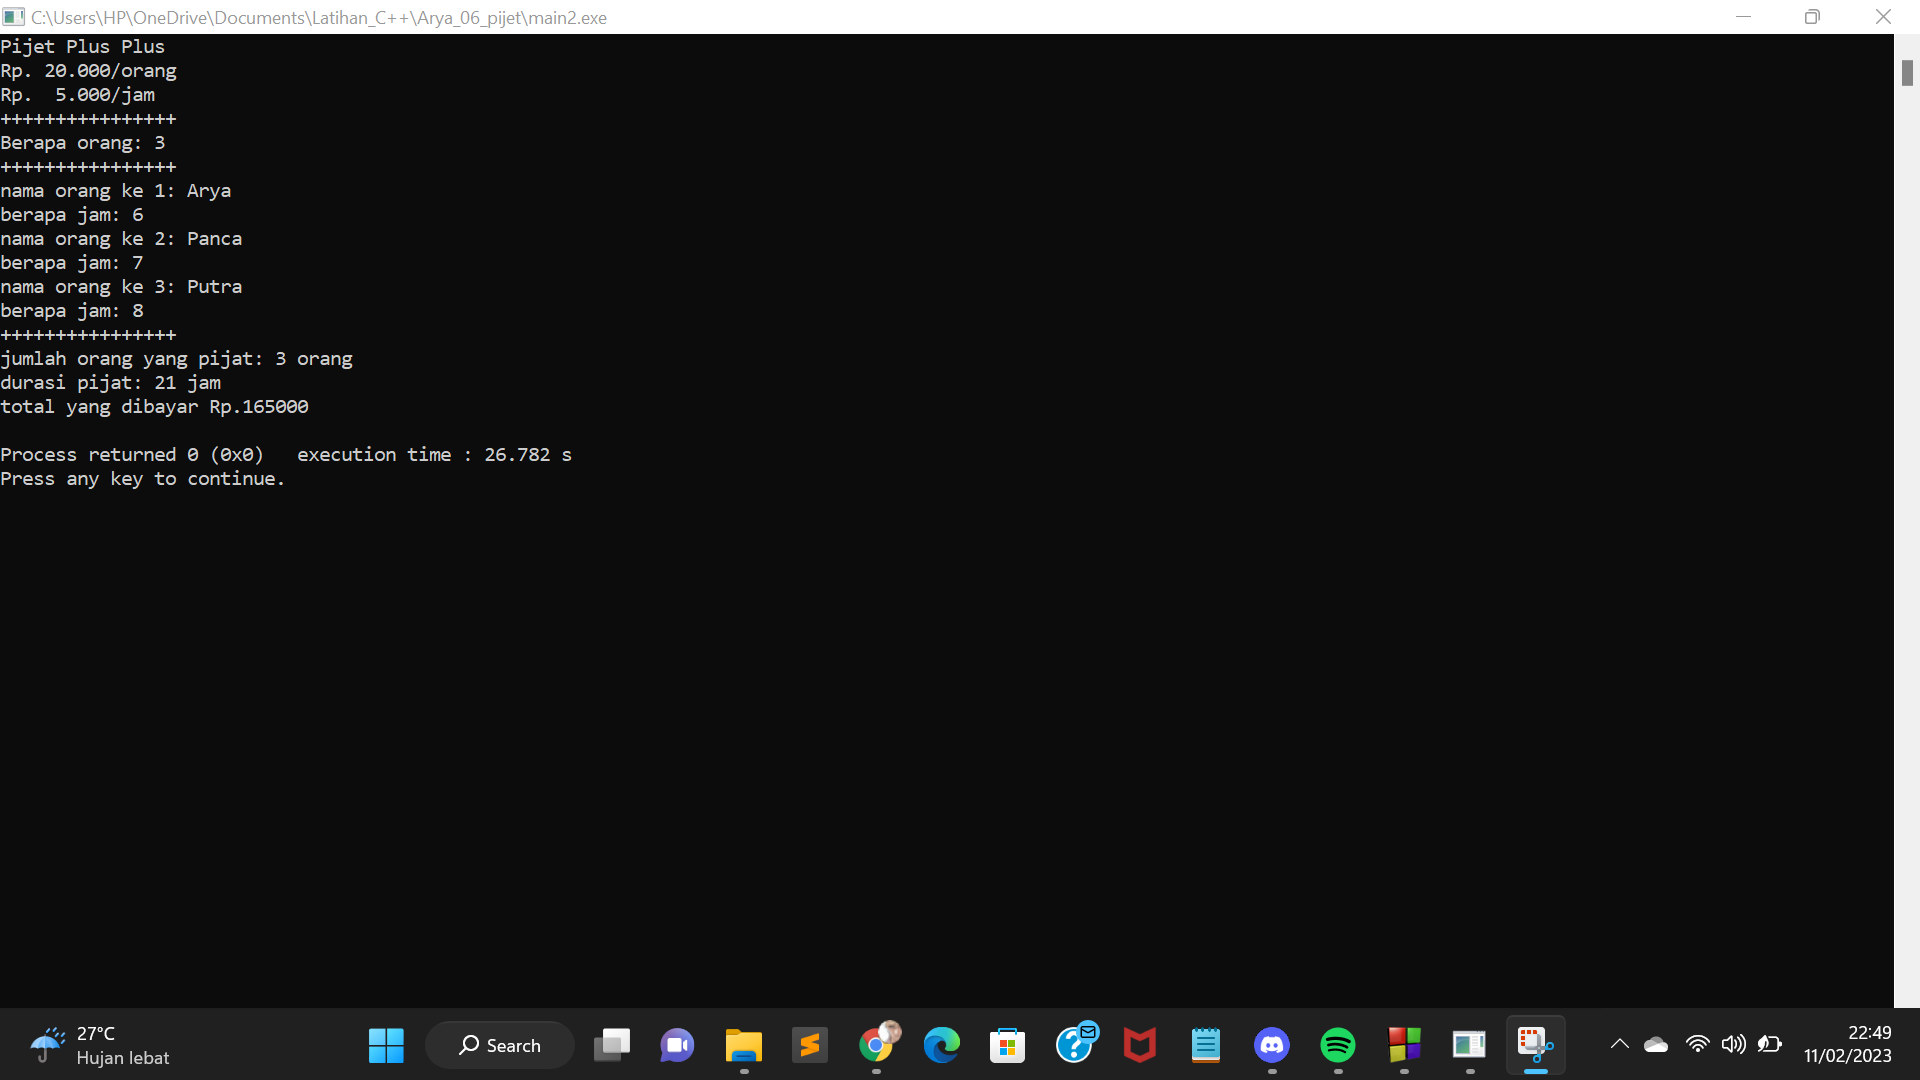 C:\Users\HP\OneDrive\Documents\Latihan_C++\Arya_06_pijet\main2.exe
Pijet Plus Plus
Rp. 20.000/orang
Rp.  5.000/jam
++++++++++++++++
Berapa orang: 3
++++++++++++++++
nama orang ke 1: Arya
berapa jam: 6
nama orang ke 2: Panca
berapa jam: 7
nama orang ke 3: Putra
berapa jam: 8
++++++++++++++++
jumlah orang yang pijat: 3 orang
durasi pijat: 21 jam
total yang dibayar Rp.165000
Process returned 0 (0x0)   execution time : 26.782 s
Press any key to continue.
27°C
Hujan lebat
Search
22:49
11/02/2023